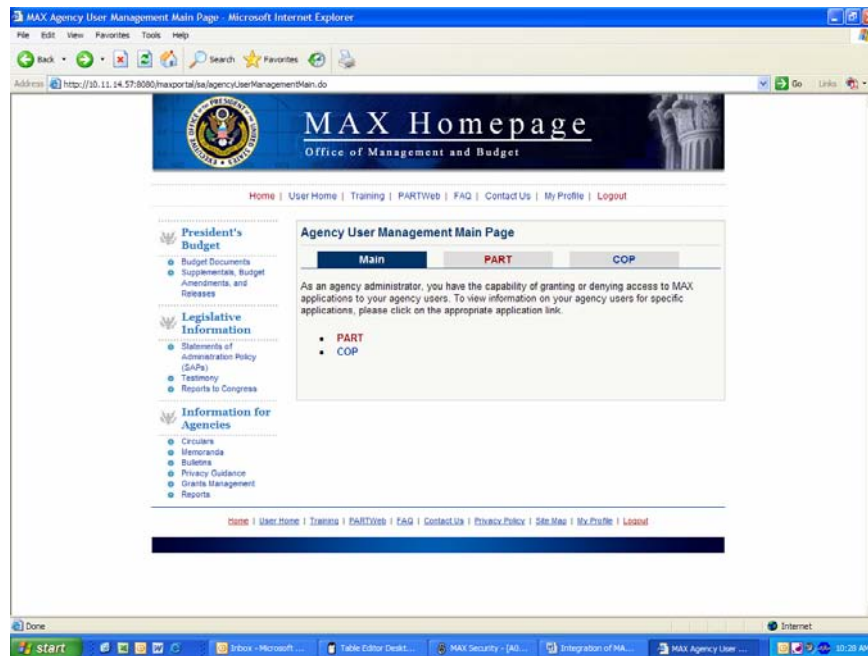 MAX Agency User Management Main Page - Microsoft Internet Explorer
File Edit View Favorites Tools Help
Back Search Favorites
Address http://10.11.14.57:8080/maxportal/sa/agencyUserManagementMain.do Go Links
MAX Homepage
Office of Management and Budget
Home | User Home | Training | PARTWeb | FAQ | Contact Us | My Profile | Logout
President's
Budget
Budget Documents
Supplementals, Budget
Amendments, and
Releases
Legislative
Information
Statements of
Administration Policy
(SAPs)
Testimony
Reports to Congress
Information for
Agencies
Circulars
Memoranda
Bulletins
Privacy Guidance
Grants Management
Reports
Agency User Management Main Page
Main PART COP
As an agency administrator, you have the capability of granting or denying access to MAX
applications to your agency users. To view information on your agency users for specific
applications, please click on the appropriate application link.
PART
COP
Home | User Home | Training | PARTWeb | FAQ | Contact Us | Privacy Policy | Site Map | My Profile | Logout
Done Internet
start Inbox - Microsoft ... Table Editor Deskt... MAX Security - [A0... Integration of MA... MAX Agency User ... 10:28 AM